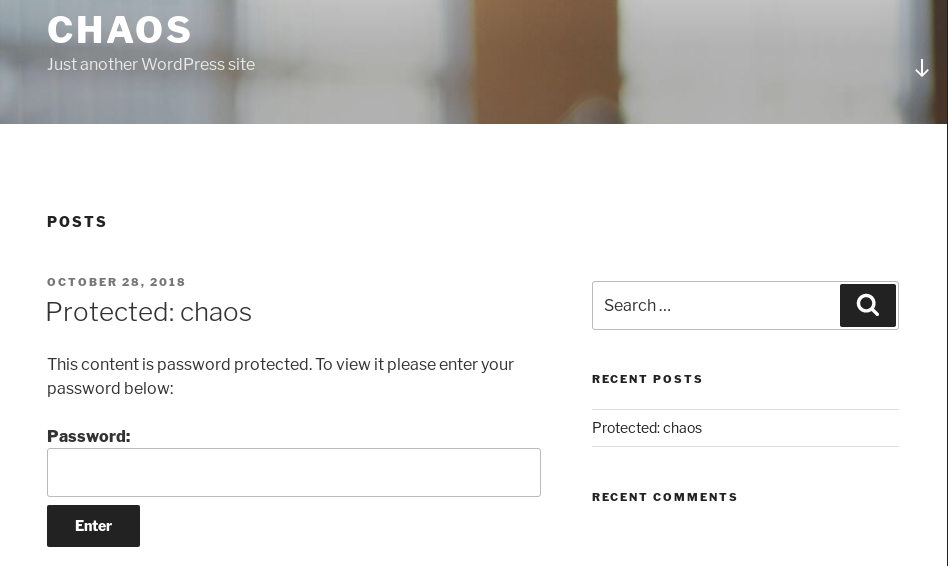 CHAOS
Just another WordPress site
POSTS
OCTOBER 28, 2018
Protected: chaos
This content is password protected. To view it please enter your
password below:
Password:
Enter
Search …
RECENT POSTS
Protected: chaos
RECENT COMMENTS